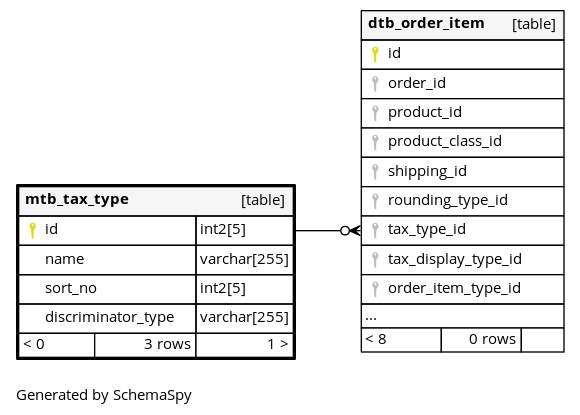 dtb_order_item [table]
id
order_id
product_id
product_class_id
shipping_id
rounding_type_id
tax_type_id
tax_display_type_id
order_item_type_id
...
< 8 0 rows
mtb_tax_type [table]
id int2[5]
name varchar[255]
sort_no int2[5]
discriminator_type varchar[255]
< 0 3 rows 1 >
Generated by SchemaSpy